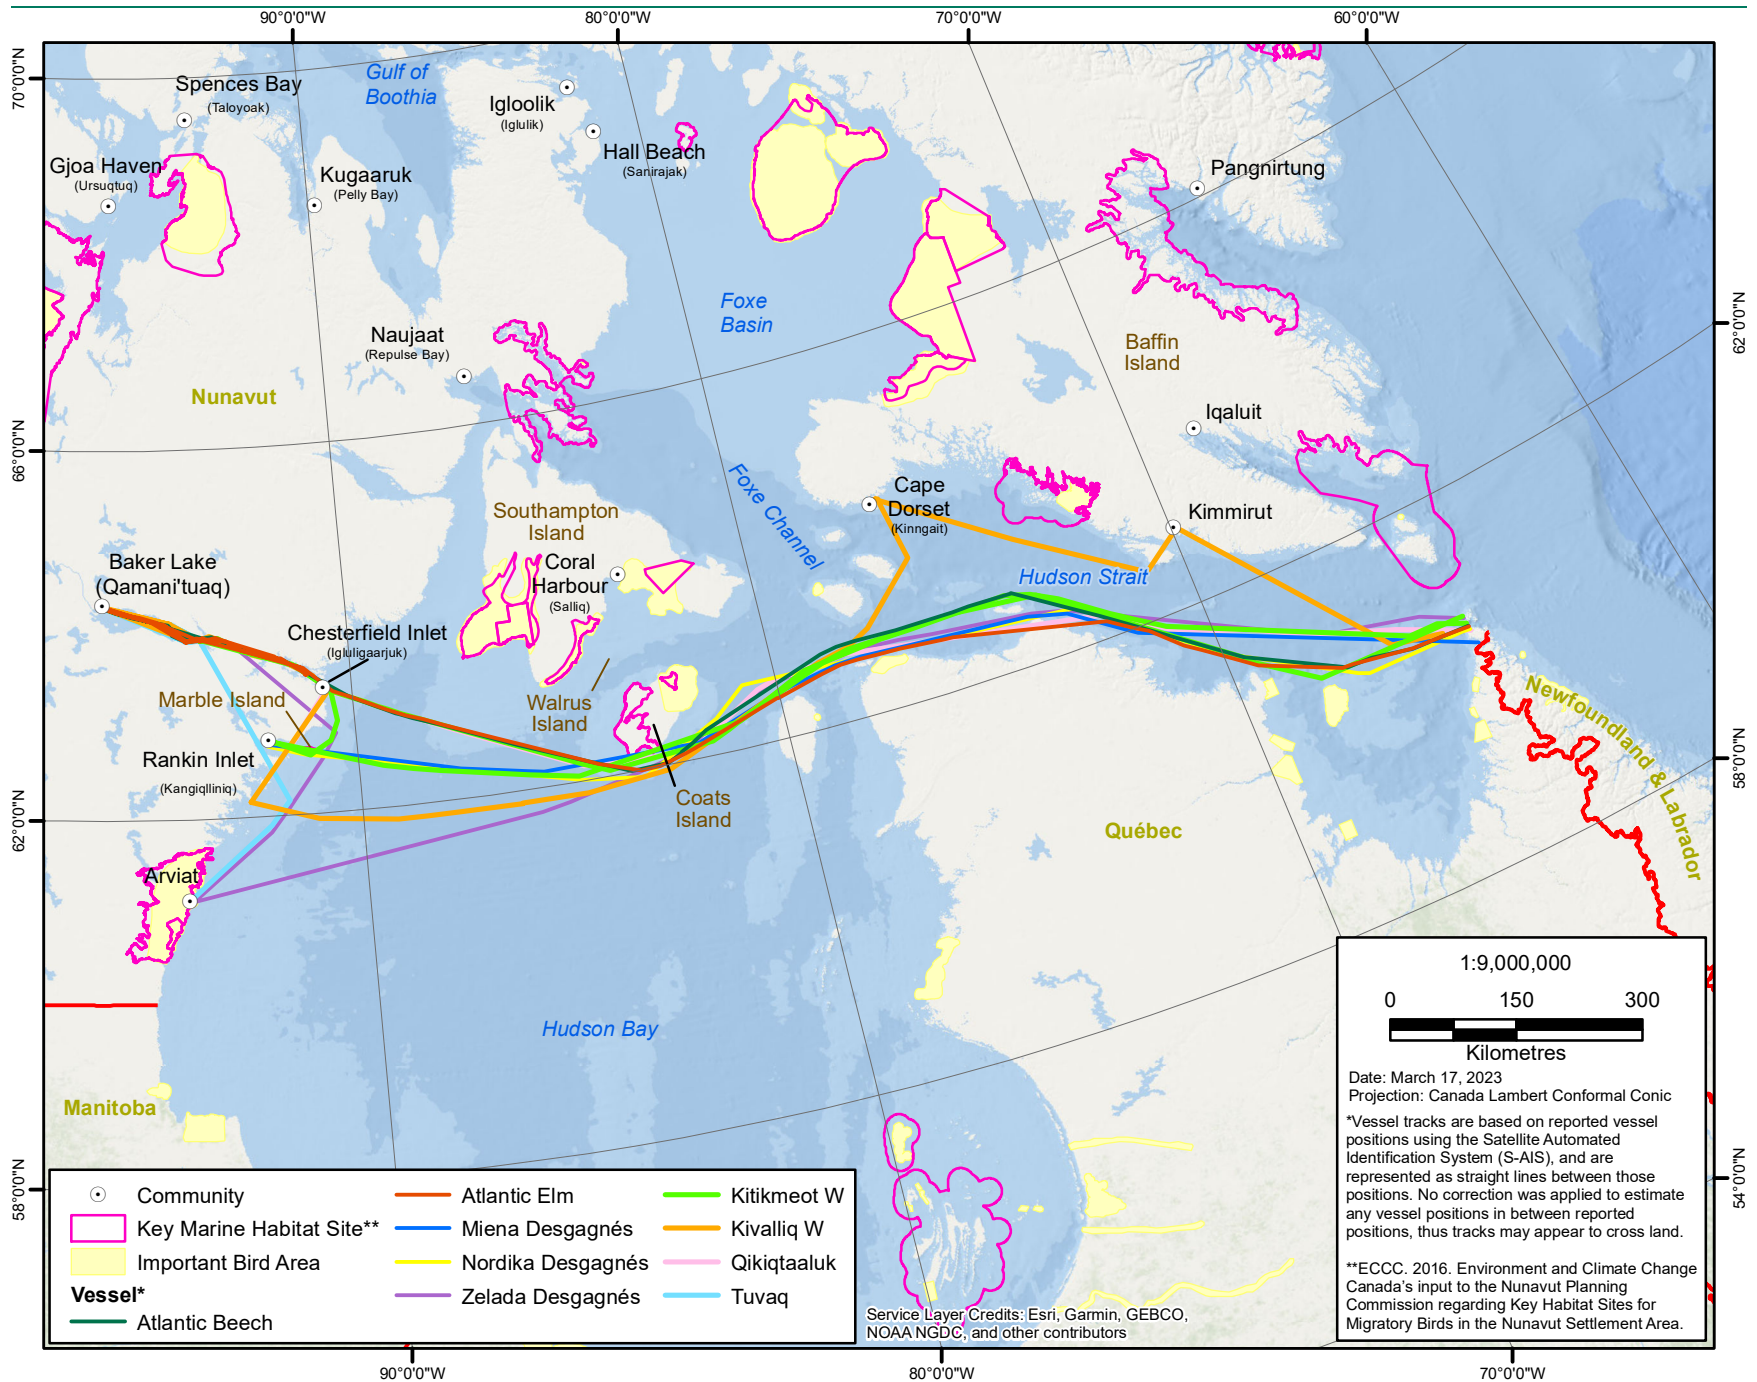 90°0'0"W
80°0'0"W
70°0'0"W
60°0'0"W
70°0'0"N
66°0'0"N
62°0'0"N
58°0'0"N
62°0'0"N
58°0'0"N
54°0'0"N
Spences Bay
(Taloyoak)
Gulf of
Boothia
Igloolik
(Iglulik)
Hall Beach
(Sanirajak)
Gjoa Haven
(Ursuqtuq)
Kugaaruk
(Pelly Bay)
Pangnirtung
Foxe
Basin
Naujaat
(Repulse Bay)
Baffin
Island
Nunavut
Iqaluit
Cape
Dorset
(Kinngait)
Foxe Channel
Southampton
Island
Kimmirut
Coral
Harbour
(Salliq)
Baker Lake
(Qamani'tuaq)
Hudson Strait
Chesterfield Inlet
(Igluligaarjuk)
Marble Island
Walrus
Island
Rankin Inlet
(Kangiqlliniq)
Newfoundland & Labrador
Coats
Island
Québec
Arviat
Hudson Bay
Manitoba
Community
Key Marine Habitat Site**
Important Bird Area
Vessel*
Atlantic Beech
Atlantic Elm
Miena Desgagnés
Nordika Desgagnés
Zelada Desgagnés
Kitikmeot W
Kivalliq W
Qikiqtaaluk
Tuvaq
Service Layer Credits: Esri, Garmin, GEBCO,
NOAA NGDC, and other contributors
1:9,000,000
0 150 300
Kilometres
Date: March 17, 2023
Projection: Canada Lambert Conformal Conic
*Vessel tracks are based on reported vessel
positions using the Satellite Automated
Identification System (S-AIS), and are
represented as straight lines between those
positions. No correction was applied to estimate
any vessel positions in between reported
positions, thus tracks may appear to cross land.
**ECCC. 2016. Environment and Climate Change
Canada's input to the Nunavut Planning
Commission regarding Key Habitat Sites for
Migratory Birds in the Nunavut Settlement Area.
90°0'0"W
80°0'0"W
70°0'0"W